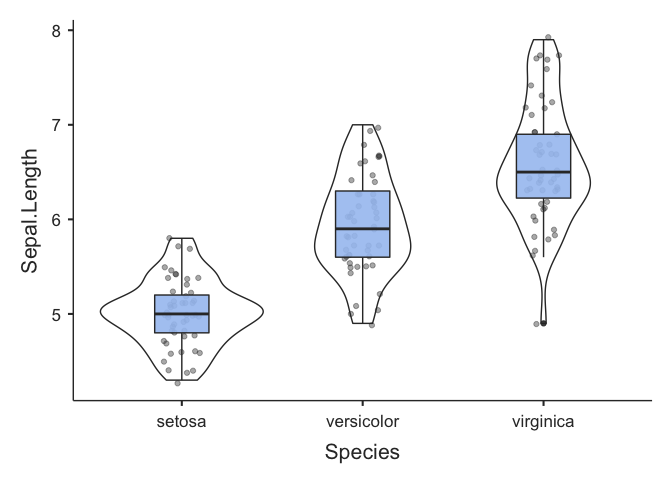 8
7
6
5
Sepal.Length
setosa
versicolor
virginica
Species